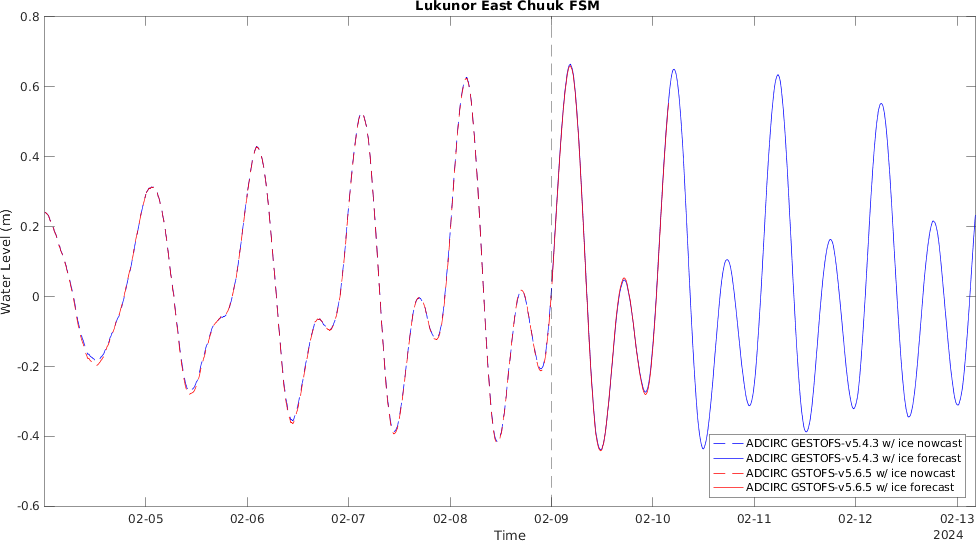 Lukunor East Chuuk FSM
0.8
0.6
0.4
0.2
0
-0.2
-0.4
-0.6
Water Level (m)
ADCIRC GESTOFS-v5.4.3 w/ ice nowcast
ADCIRC GESTOFS-v5.4.3 w/ ice forecast
ADCIRC GSTOFS-v5.6.5 w/ ice nowcast
ADCIRC GSTOFS-v5.6.5 w/ ice forecast
02-05 02-06 02-07 02-08 02-09 02-10 02-11 02-12 02-13
Time
2024